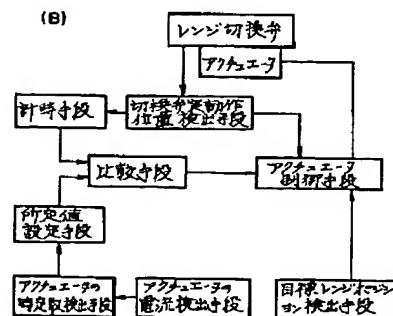 (B)
レンジ切換弁
アクチュエータ
計時手段
切換弁定動作
位置検出手段
比較手段
アクチュエータ
制御手段
所定値
設定手段
アクチュエータの
時定数検出手段
アクチュエータの
電流検出手段
目標レンジポジシ
ョン検出手段